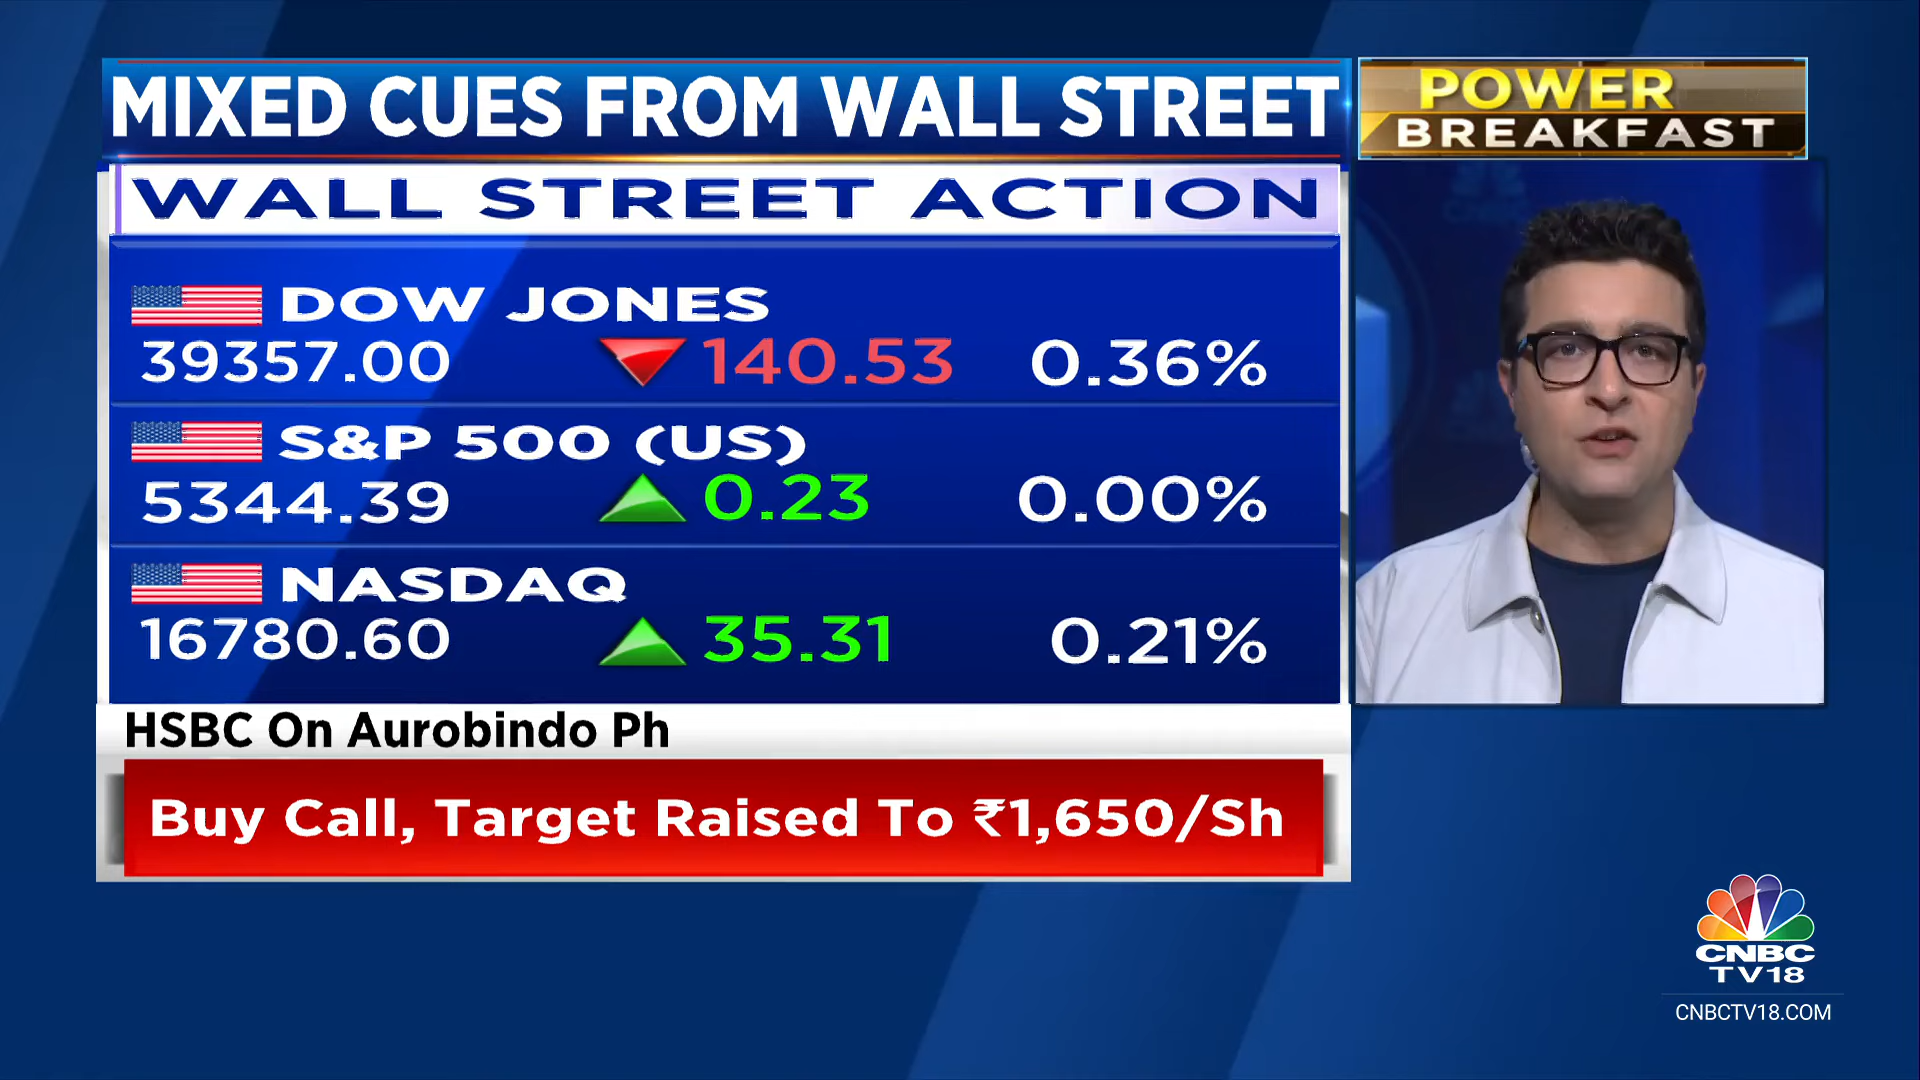 MIXED CUES FROM WALL STREET
POWER
BREAKFAST
WALL STREET ACTION
DOW JONES
39357.00 140.53 0.36%
S&P 500 (US)
5344.39 0.23 0.00%
NASDAQ
16780.60 35.31 0.21%
HSBC On Aurobindo Ph
Buy Call, Target Raised To ₹1,650/Sh
CNBC
TV18
CNBCTV18.COM